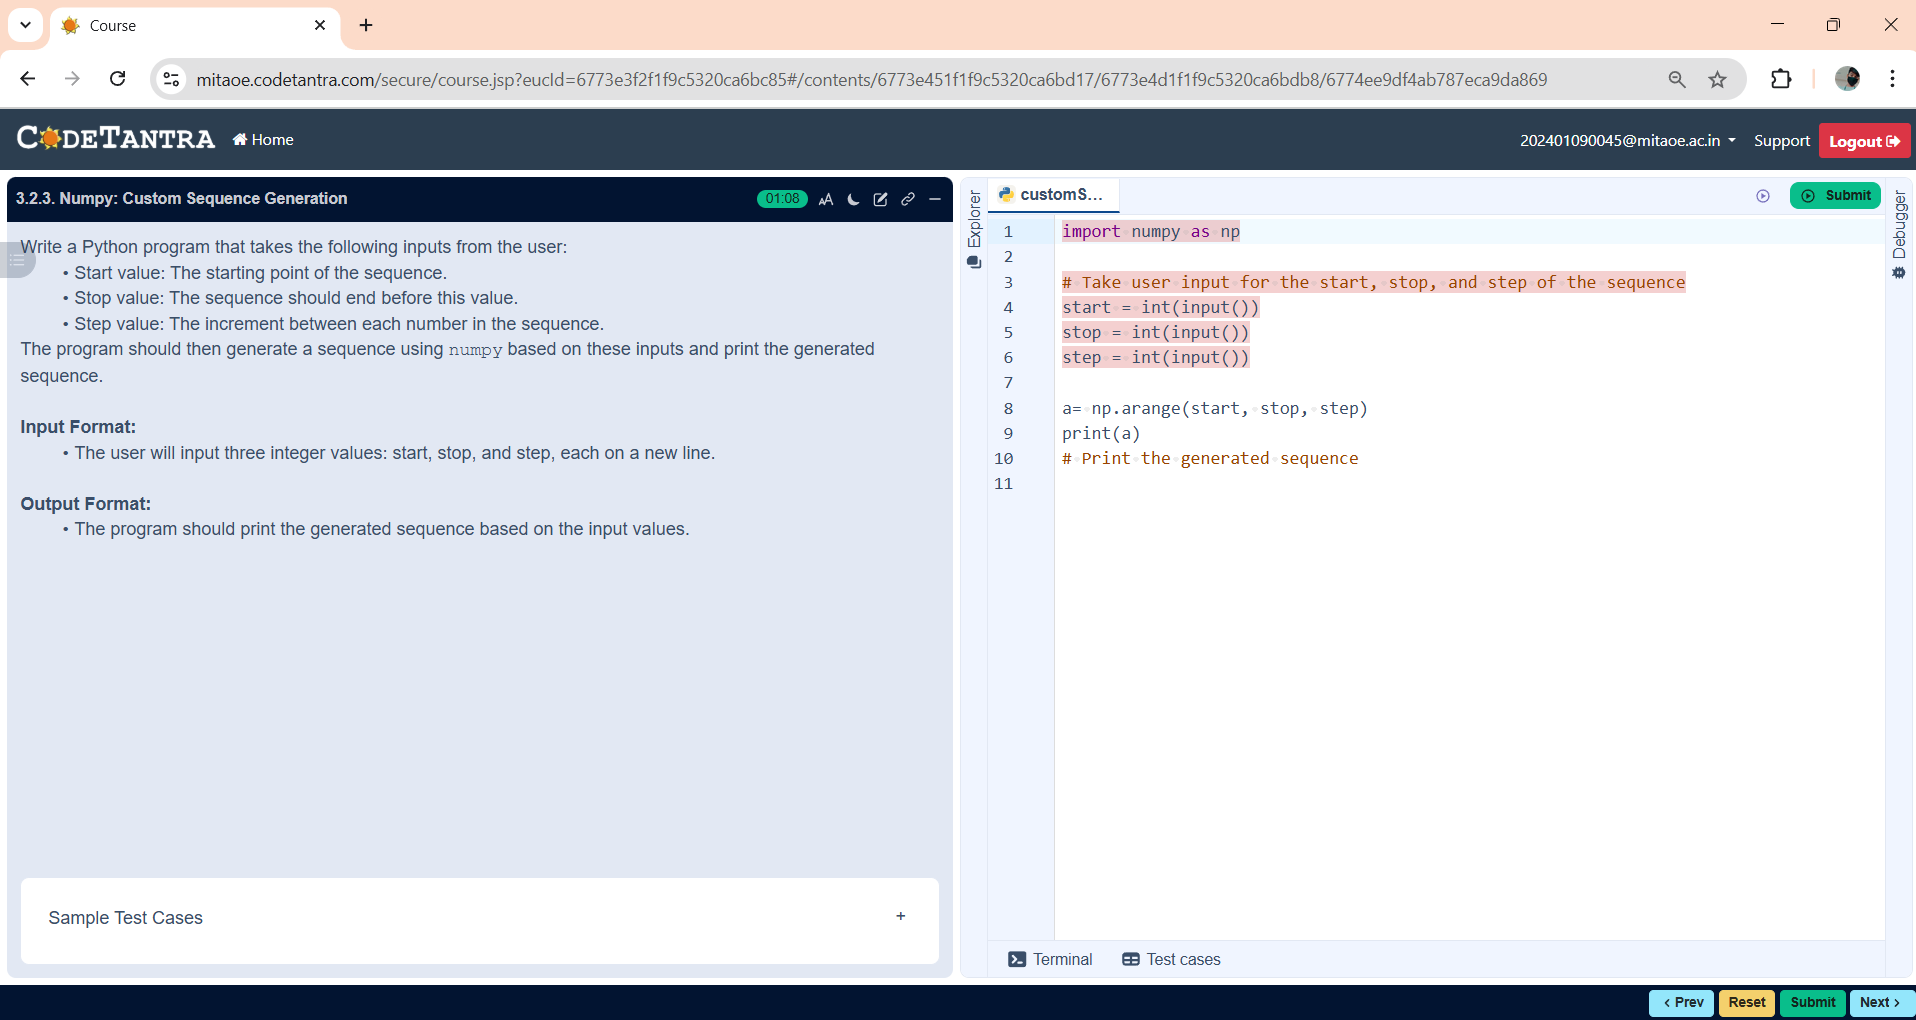 Course
mitaoe.codetantra.com/secure/course.jsp?eucId=6773e3f2f1f9c5320ca6bc85#/contents/6773e451f1f9c5320ca6bd17/6773e4d1f1f9c5320ca6bdb8/6774ee9df4ab787eca9da869
CODETANTRA Home 202401090045@mitaoe.ac.in Support Logout
3.2.3. Numpy: Custom Sequence Generation 01:08 AA
Write a Python program that takes the following inputs from the user:
• Start value: The starting point of the sequence.
• Stop value: The sequence should end before this value.
• Step value: The increment between each number in the sequence.
The program should then generate a sequence using numpy based on these inputs and print the generated
sequence.
Input Format:
• The user will input three integer values: start, stop, and step, each on a new line.
Output Format:
• The program should print the generated sequence based on the input values.
Sample Test Cases +
Explorer
customS... Submit
Debugger
1 import numpy as np
2
3 # Take user input for the start, stop, and step of the sequence
4 start = int(input())
5 stop = int(input())
6 step = int(input())
7
8 a= np.arange(start, stop, step)
9 print(a)
10 # Print the generated sequence
11
Terminal Test cases
‹ Prev Reset Submit Next ›